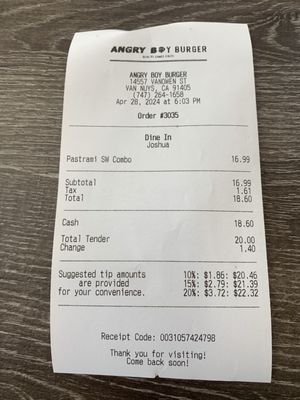 ANGRY BOY BURGER
ANGRY BOY BURGER
14557 VANOWEN ST
VAN NUYS, CA 91405
(747) 264-1658
Apr 28, 2024 at 6:03 PM
Order #3035
Dine In
Joshua
Pastrami SW Combo 16.99
Subtotal 16.99
Tax 1.61
Total 18.60
Cash 18.60
Total Tender 20.00
Change 1.40
Suggested tip amounts 10%: $1.86: $20.46
are provided 15%: $2.79: $21.39
for your convenience. 20%: $3.72: $22.32
Receipt Code: 0031057424798
Thank you for visiting!
Come back soon!